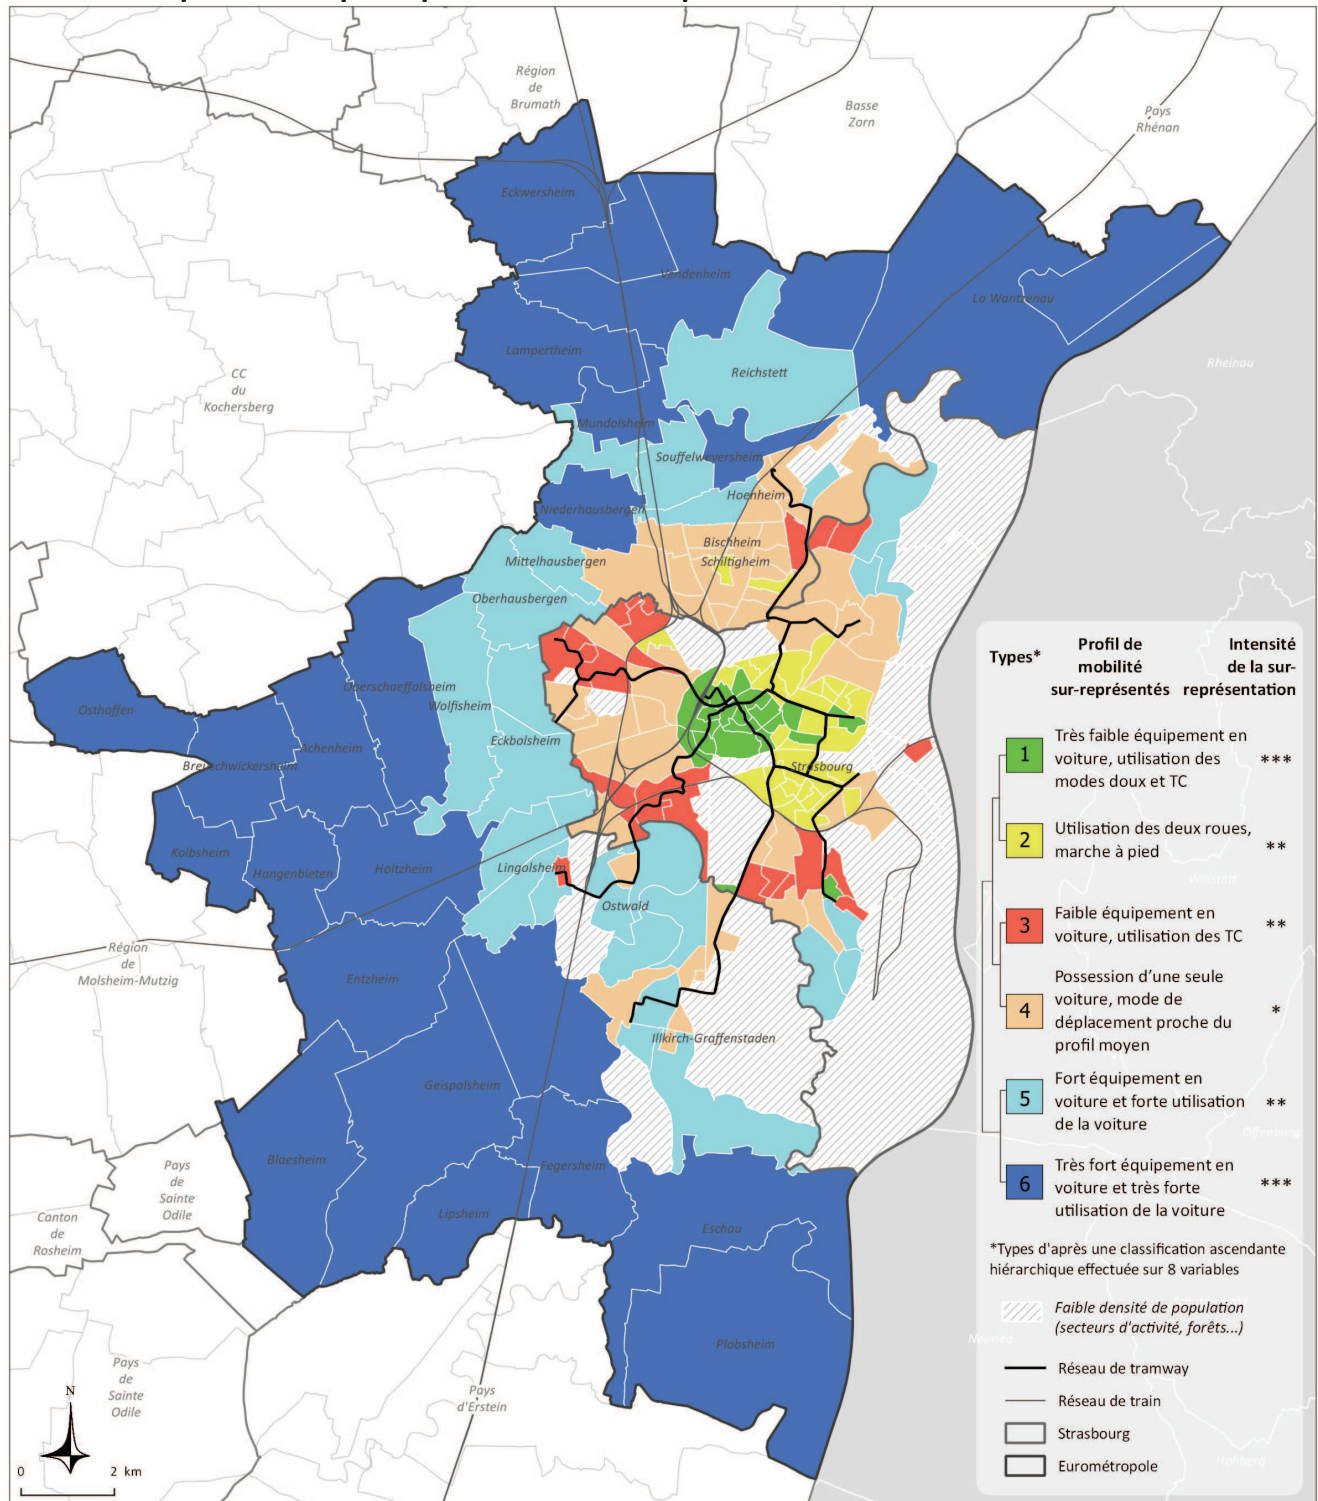 Région
de
Brumath
Basse
Zorn
Pays
Rhénan
Eckwersheim
Vendenheim
La Wantzenau
Lampertheim
Reichstett
Rheinau
CC
du
Kochersberg
Mundolsheim
Souffelweyersheim
Hoenheim
Niederhausbergen
Bischheim
Mittelhausbergen
Schiltigheim
Oberhausbergen
Oberschaeffolsheim
Wolfisheim
Osthoffen
Achenheim
Eckbolsheim
Breuschwickersheim
Strasbourg
Kolbsheim
Hangenbieten
Holtzheim
Lingolsheim
Ostwald
Région
de
Molsheim-Mutzig
Entzheim
Illkirch-Graffenstaden
Geispolsheim
Blaesheim
Fegersheim
Pays
de
Sainte
Odile
Canton
de
Rosheim
Lipsheim
Eschau
Plobsheim
Pays
de
Sainte
Odile
Pays
d'Erstein
N
0 2 km
Types* Profil de mobilité sur-représentés Intensité de la sur-représentation
1 Très faible équipement en
voiture, utilisation des ***
modes doux et TC
2 Utilisation des deux roues,
marche à pied **
3 Faible équipement en
voiture, utilisation des TC **
Possession d’une seule
voiture, mode de
4 déplacement proche du *
profil moyen
Fort équipement en
5 voiture et forte utilisation **
de la voiture
Très fort équipement en
6 voiture et très forte ***
utilisation de la voiture
Offenburg
*Types d'après une classification ascendante
hiérarchique effectuée sur 8 variables
Faible densité de population
(secteurs d'activité, forêts...)
Réseau de tramway
Réseau de train
Strasbourg
Eurométropole
Hohberg